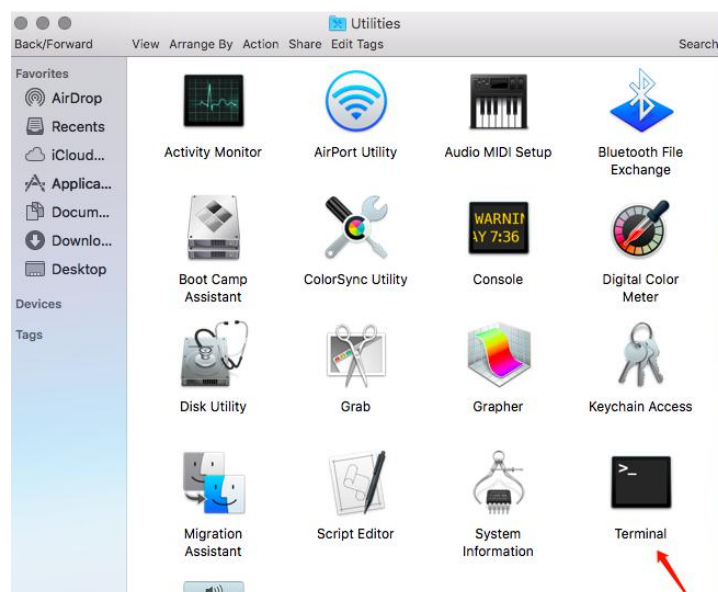 Utilities
Back/Forward View Arrange By Action Share Edit Tags Search
Favorites
AirDrop
Recents
iCloud...
Applica...
Docum...
Downlo...
Desktop
Devices
Tags
Activity Monitor AirPort Utility Audio MIDI Setup Bluetooth File
Exchange
WARNIN
AY 7:36
Boot Camp ColorSync Utility Console Digital Color
Assistant Meter
Disk Utility Grab Grapher Keychain Access
>_
Migration Script Editor System Terminal
Assistant Information